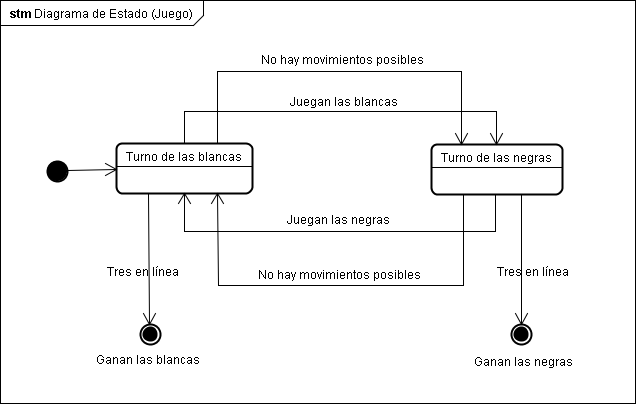 stm Diagrama de Estado (Juego)
No hay movimientos posibles
Juegan las blancas
Turno de las blancas
Turno de las negras
Juegan las negras
Tres en línea
No hay movimientos posibles
Tres en línea
Ganan las blancas
Ganan las negras